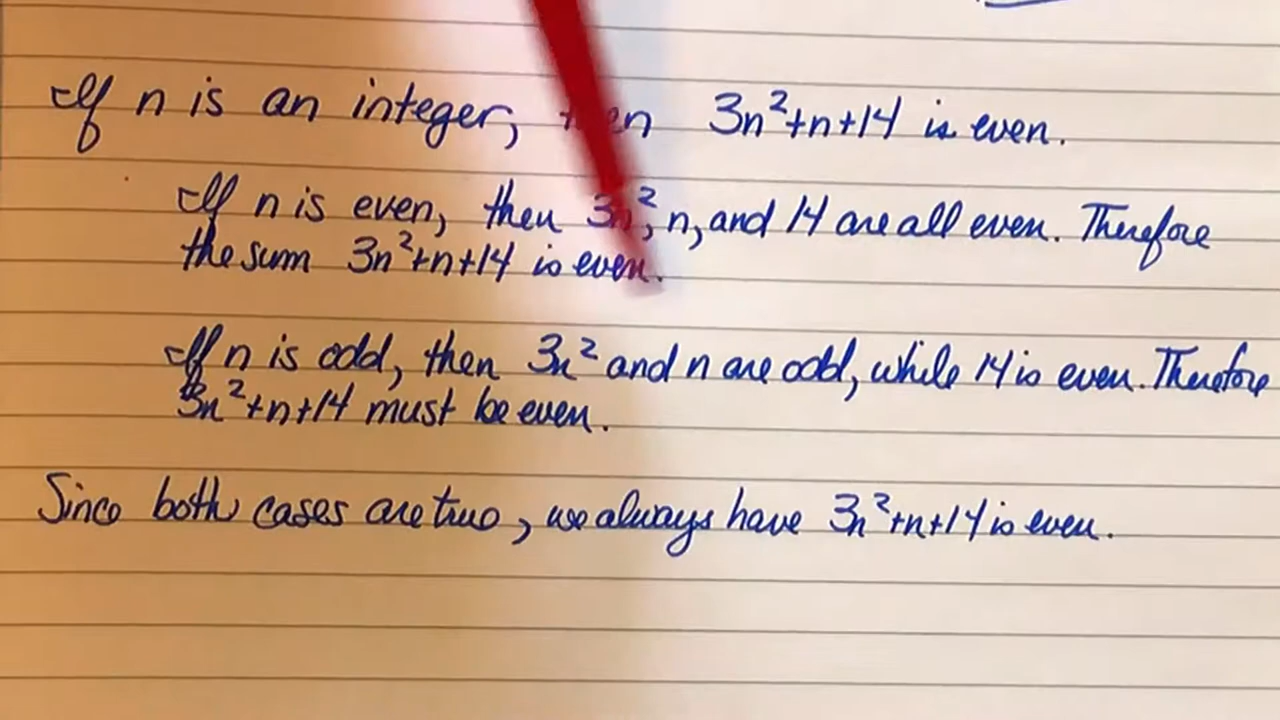 If n is an integer, then 3n²+n+14 is even.
If n is even, then 3n², n, and 14 are all even. Therefore
the sum 3n²+n+14 is even.
If n is odd, then 3n² and n are odd, while 14 is even. Therefore
3n²+n+14 must be even.
Since both cases are true, we always have 3n²+n+14 is even.